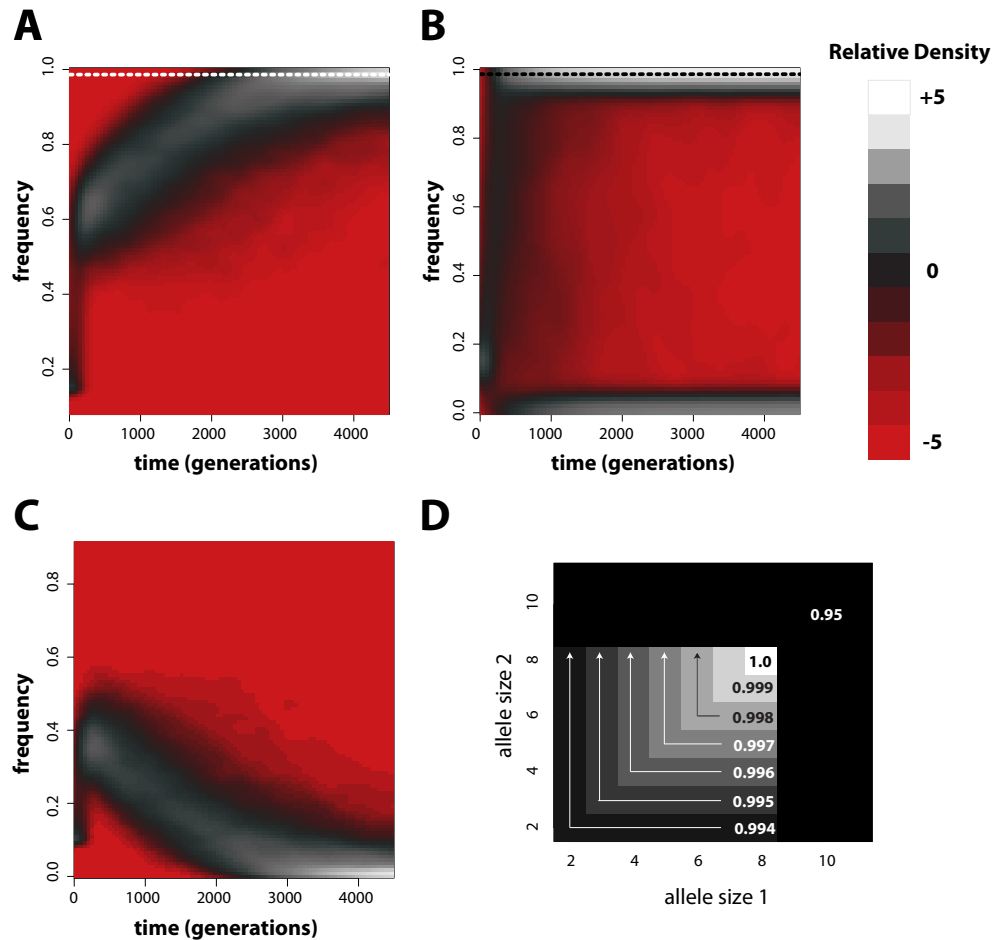 A
frequency
1.0
0.8
0.6
0.4
0.2
0 1000 2000 3000 4000
time (generations)
B
frequency
1.0
0.8
0.6
0.4
0.2
0.0
0 1000 2000 3000 4000
time (generations)
Relative Density
+5
0
-5
C
frequency
0.8
0.6
0.4
0.2
0.0
0 1000 2000 3000 4000
time (generations)
D
allele size 2
10
8
6
4
2
0.95
1.0
0.999
0.998
0.997
0.996
0.995
0.994
2 4 6 8 10
allele size 1